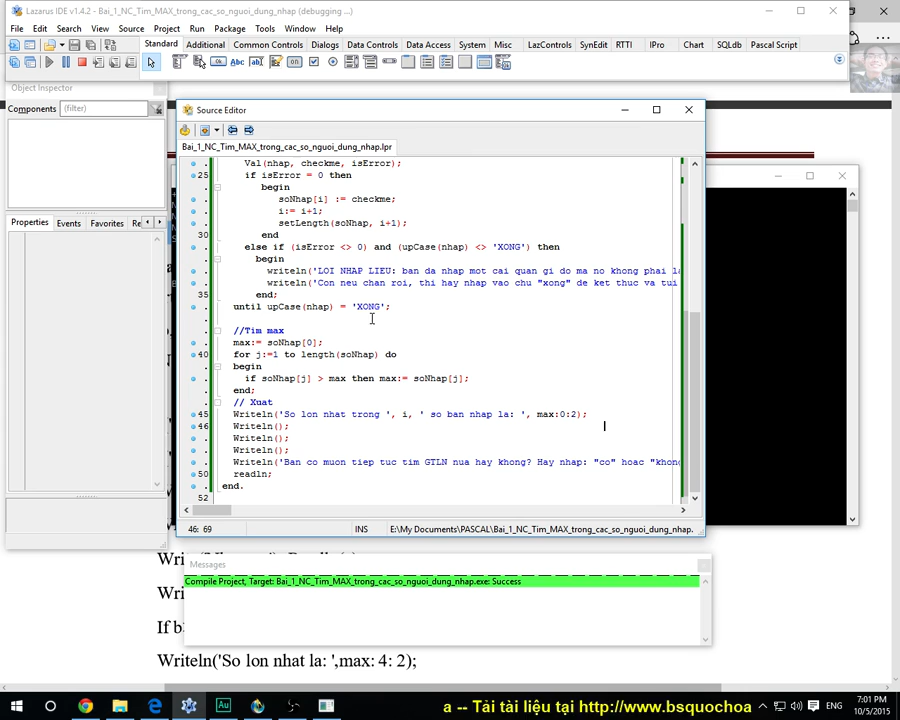 Lazarus IDE v1.4.2 - Bai_1_NC_Tim_MAX_trong_cac_so_nguoi_dung_nhap (debugging ...)
File Edit Search View Source Project Run Package Tools Window Help
Standard Additional Common Controls Dialogs Data Controls Data Access System Misc LazControls SynEdit RTTI IPro Chart SQLdb Pascal Script
Object Inspector
Components (filter)
Properties Events Favorites Re
Source Editor
Bai_1_NC_Tim_MAX_trong_cac_so_nguoi_dung_nhap.lpr
Val(nhap, checkme, isError);
25 if isError = 0 then
begin
soNhap[i] := checkme;
i:= i+1;
setLength(soNhap, i+1);
30 end
else if (isError <> 0) and (upCase(nhap) <> 'XONG') then
begin
writeln('LOI NHAP LIEU: ban da nhap mot cai quan gi do ma no khong phai la
writeln('Con neu chan roi, thi hay nhap vao chu "xong" de ket thuc va tui
35 end;
until upCase(nhap) = 'XONG';
//Tim max
max:= soNhap[0];
40 for j:=1 to length(soNhap) do
begin
if soNhap[j] > max then max:= soNhap[j];
end;
// Xuat
45 Writeln('So lon nhat trong ', i, ' so ban nhap la: ', max:0:2);
46 Writeln();
Writeln();
Writeln();
Writeln('Ban co muon tiep tuc tim GTLN nua hay khong? Hay nhap: "co" hoac "khong
50 readln;
end.
52
46: 69 INS E:\My Documents\PASCAL\Bai_1_NC_Tim_MAX_trong_cac_so_nguoi_dung_nhap.
Messages
Compile Project, Target: Bai_1_NC_Tim_MAX_trong_cac_so_nguoi_dung_nhap.exe: Success
Wri
If b
Writeln('So lon nhat la: ',max: 4: 2);
a -- Tải tài liệu tại http://www.bsquochoa
ENG
7:01 PM
10/5/2015